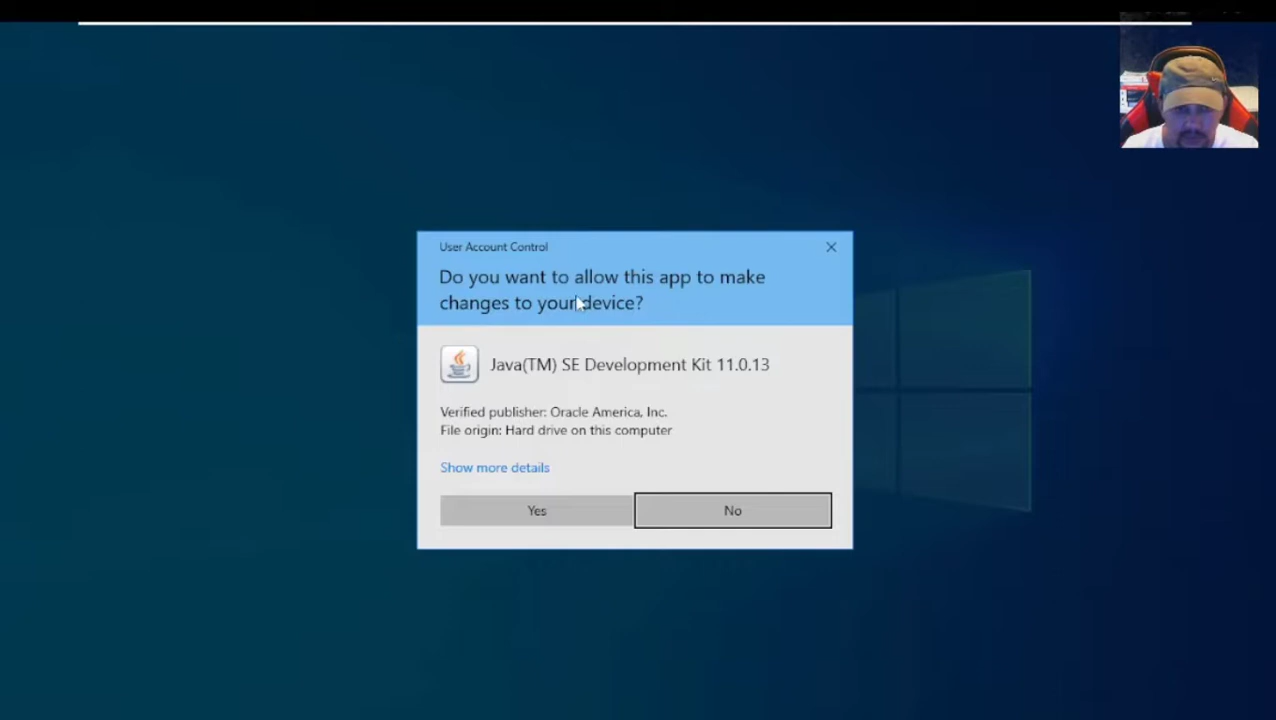 User Account Control
Do you want to allow this app to make
changes to your device?
Java(TM) SE Development Kit 11.0.13
Verified publisher: Oracle America, Inc.
File origin: Hard drive on this computer
Show more details
Yes
No